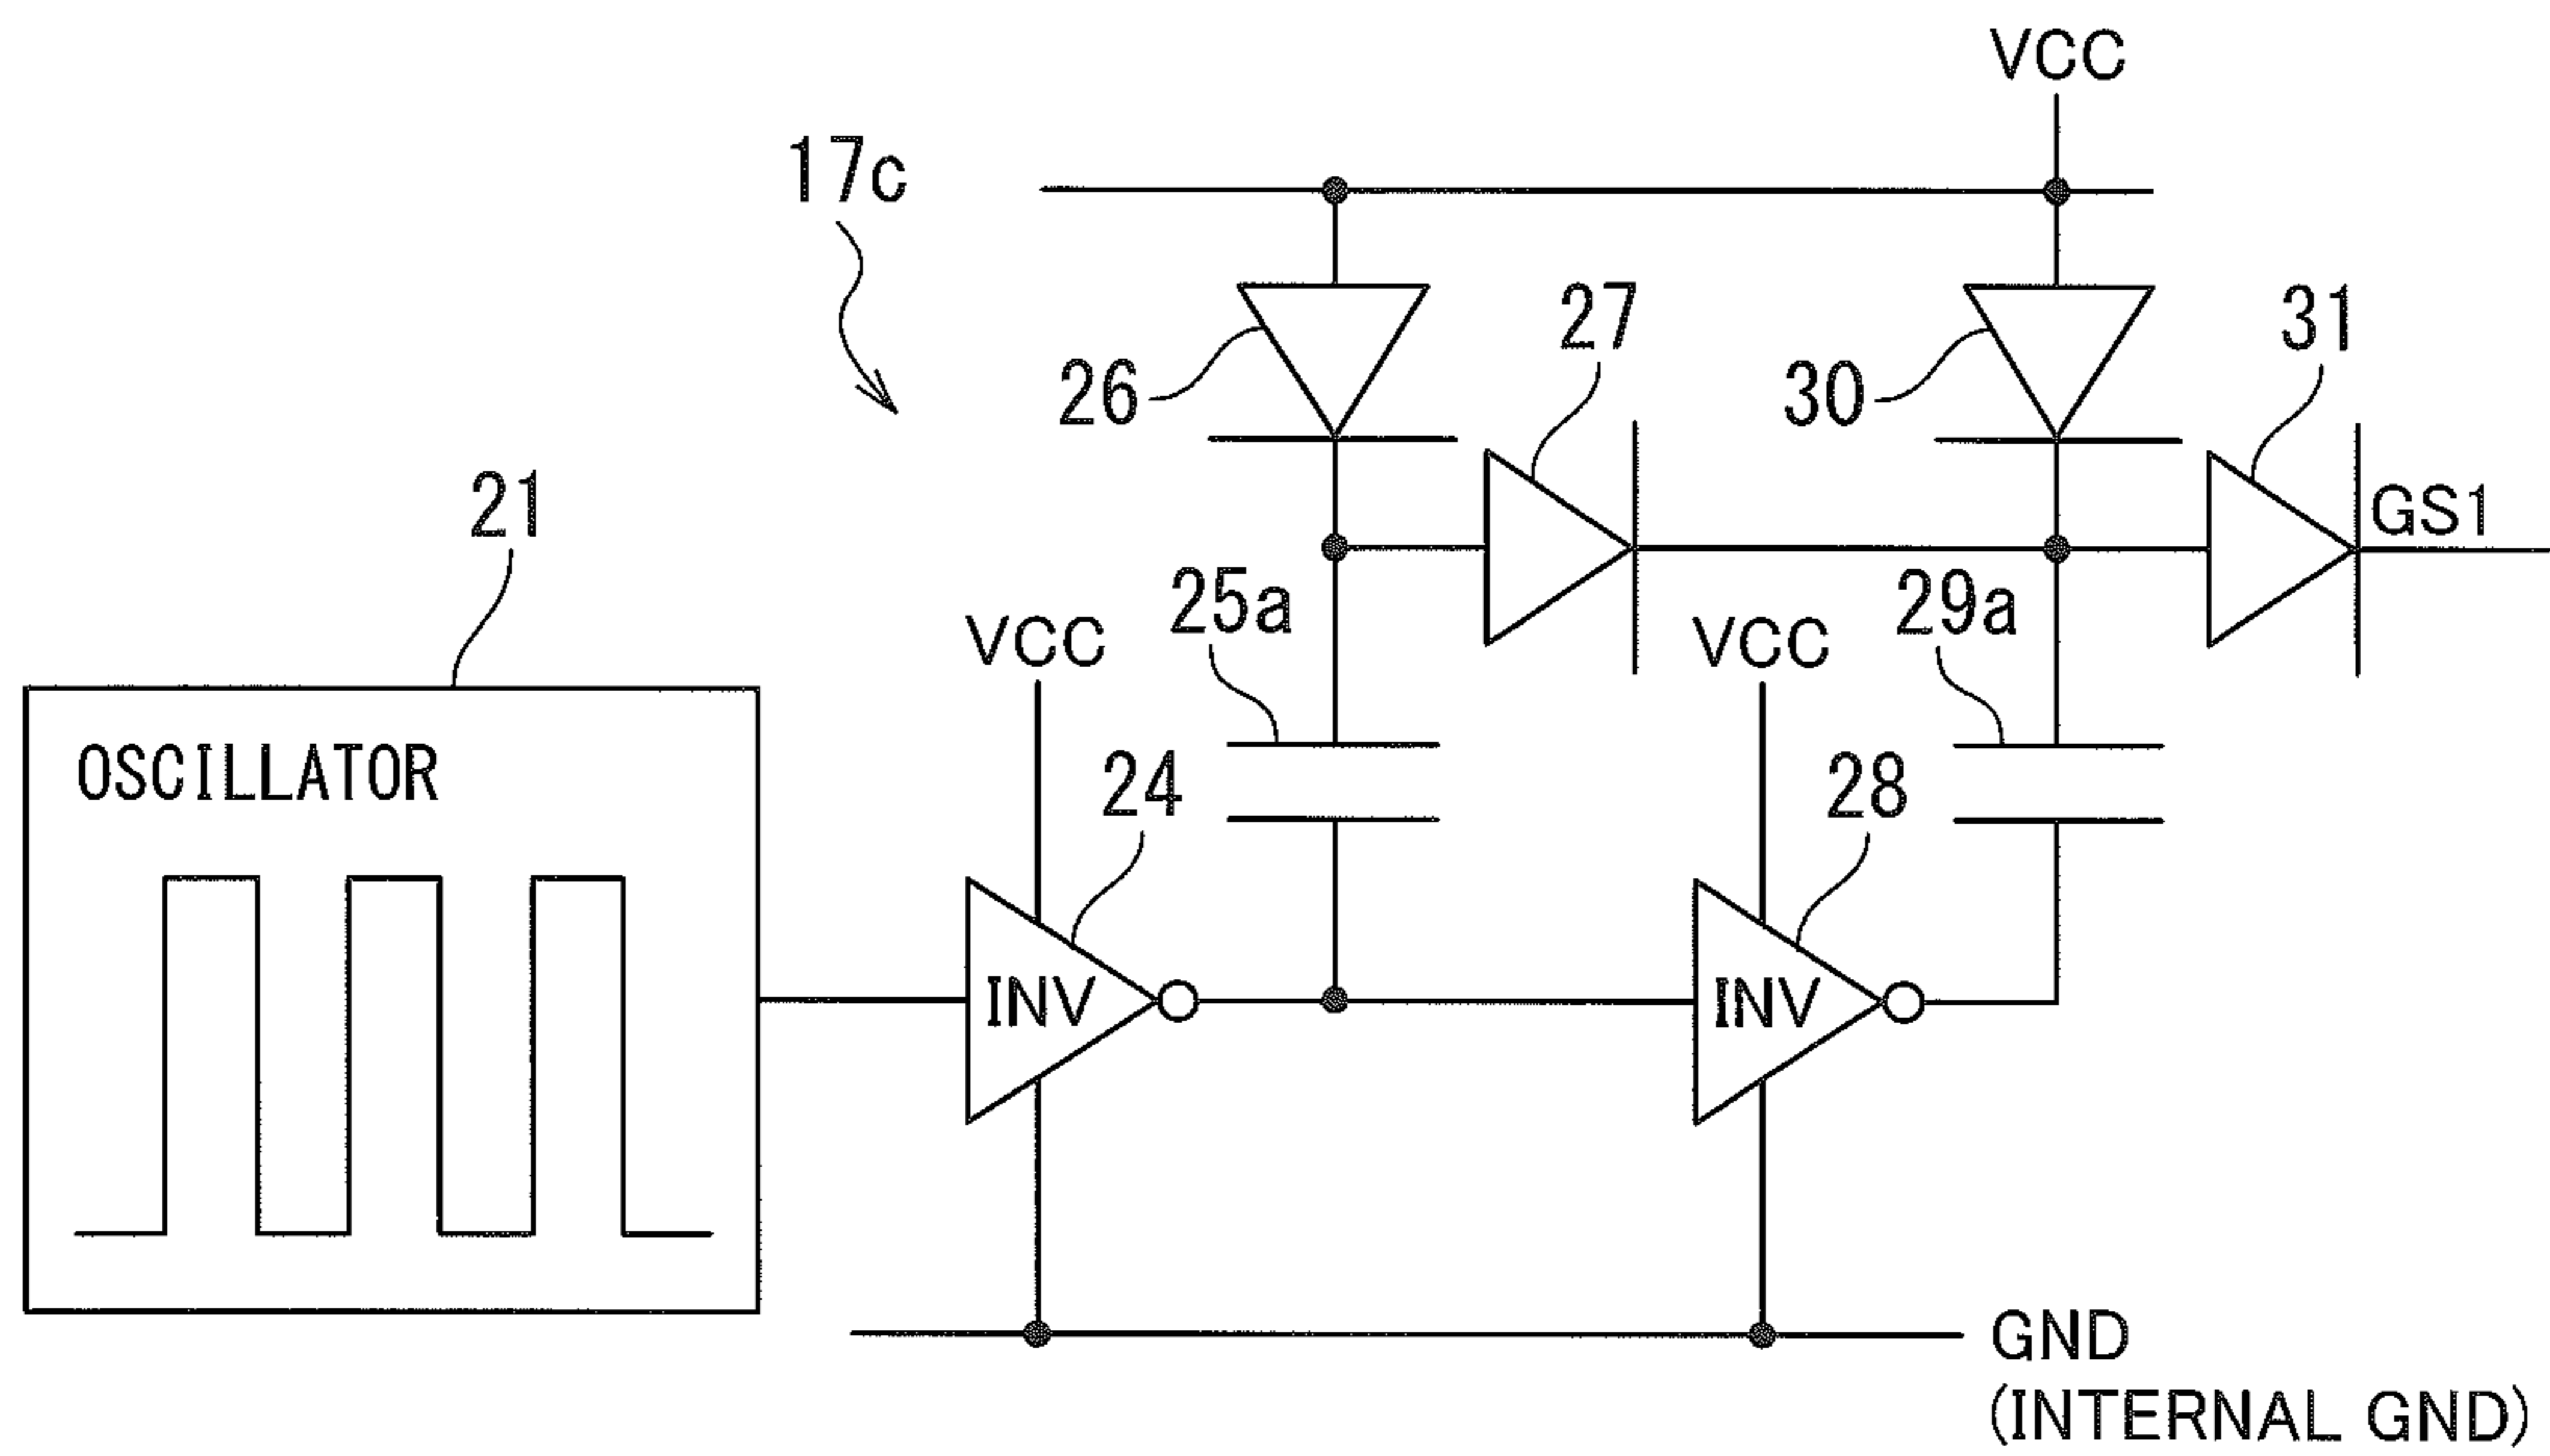 VCC
17c
26
27
30
31
21
GS1
25a
29a
VCC
VCC
OSCILLATOR
24
28
INV
INV
GND
(INTERNAL GND)